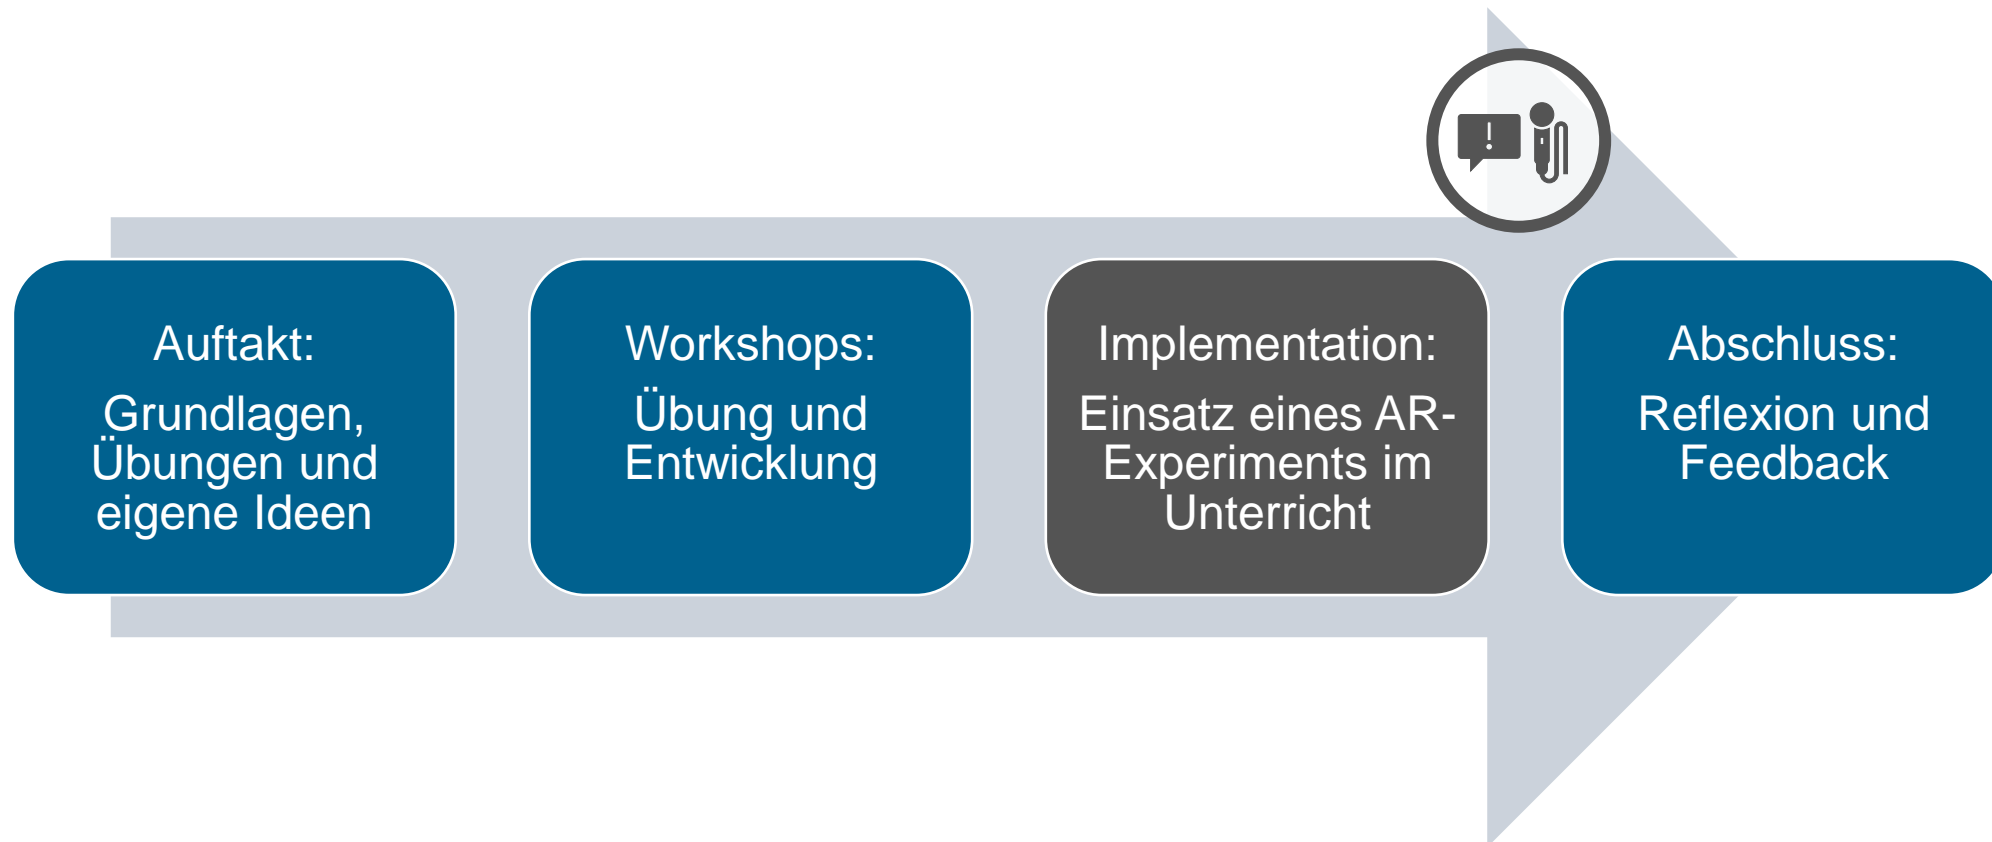 !
Auftakt:
Grundlagen,
Übungen und
eigene Ideen
Workshops:
Übung und
Entwicklung
Implementation:
Einsatz eines AR-
Experiments im
Unterricht
Abschluss:
Reflexion und
Feedback